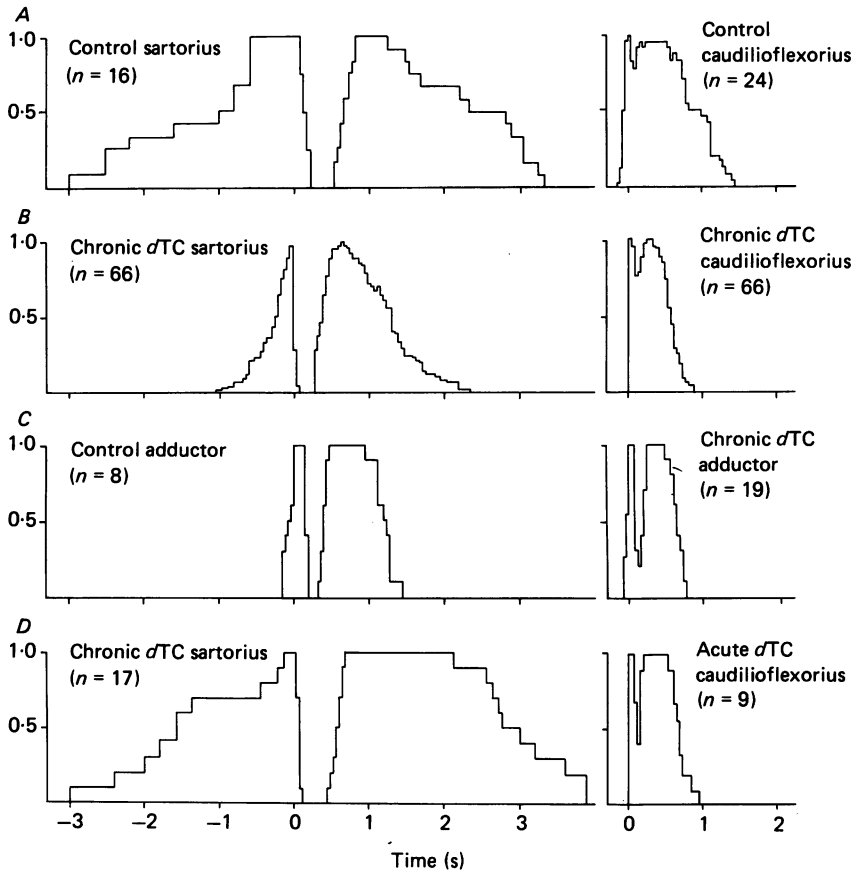 A
Control sartorius
(n = 16)
Control
caudilioflexorius
(n = 24)
1·0
0·5
B
Chronic dTC sartorius
(n = 66)
Chronic dTC
caudilioflexorius
(n = 66)
1·0
0·5
C
Control adductor
(n = 8)
Chronic dTC
adductor
(n = 19)
1·0
0·5
D
Chronic dTC sartorius
(n = 17)
Acute dTC
caudilioflexorius
(n = 9)
1·0
0·5
−3 −2 −1 0 1 2 3 0 1 2
Time (s)